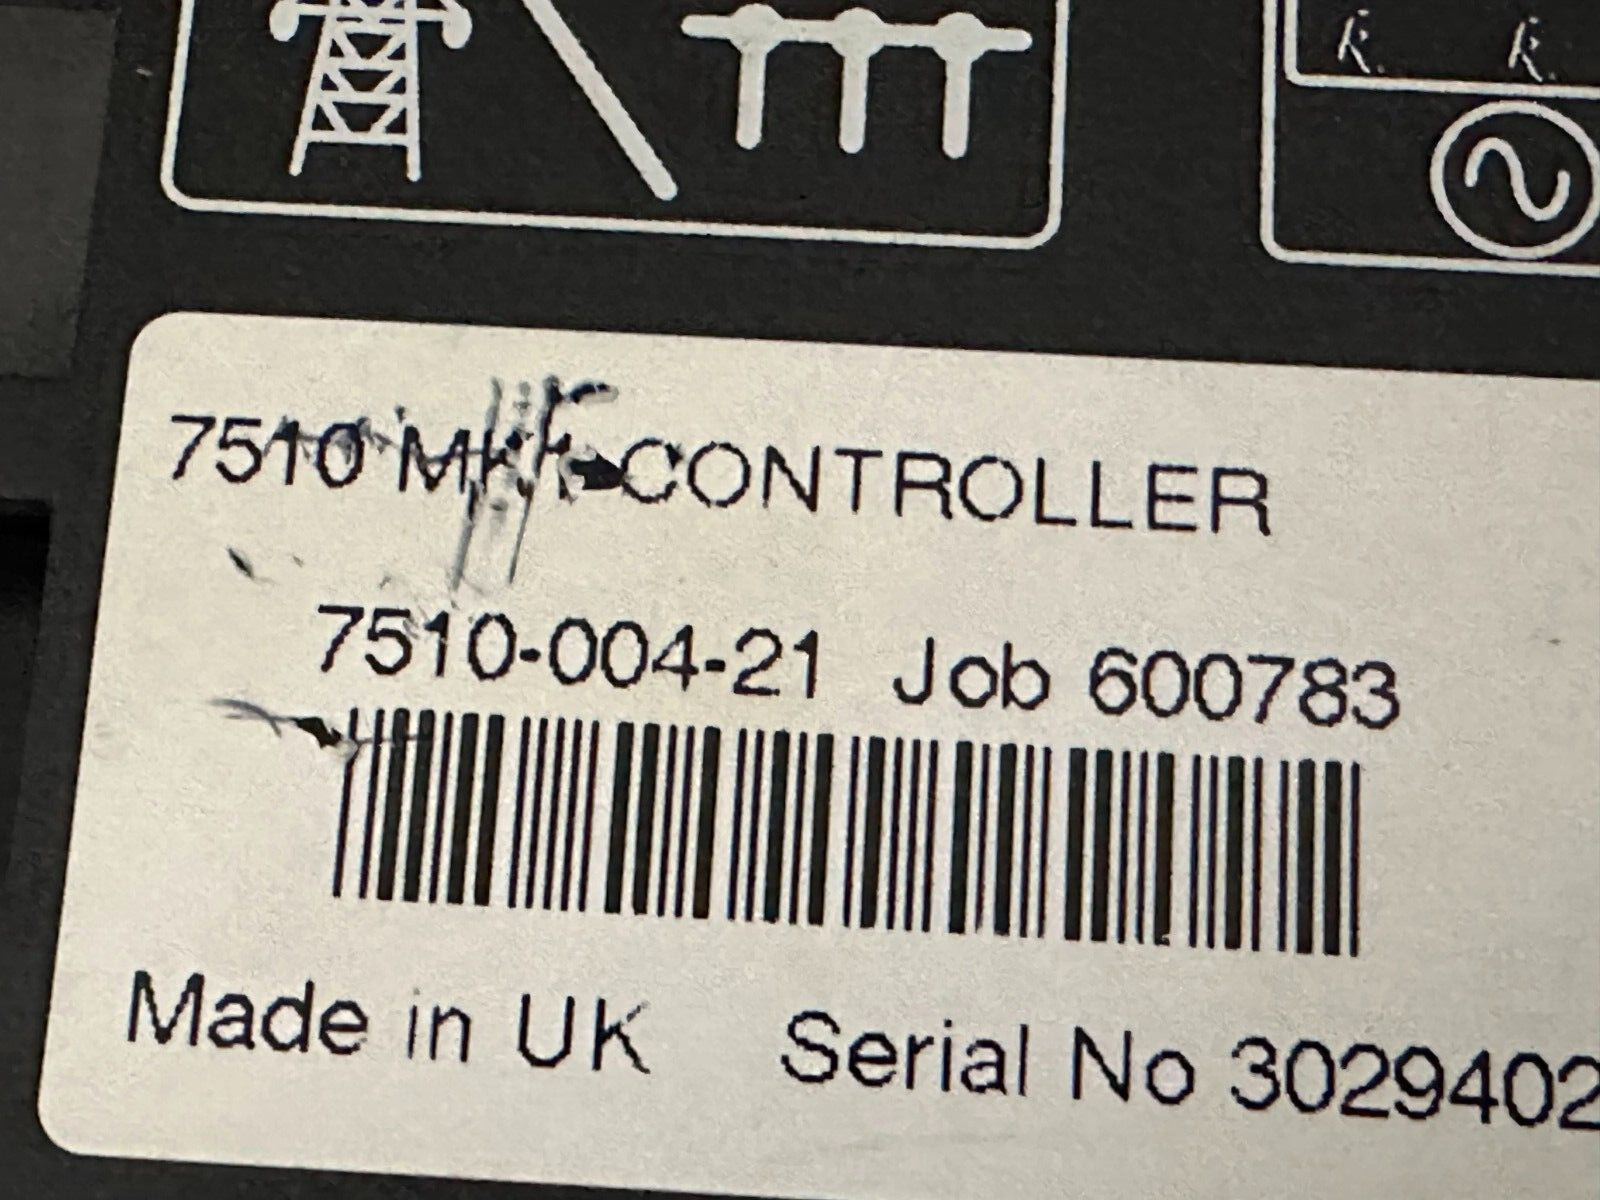 7510 CONTROLLER
7510-004-21 Job 600783
Made in UK Serial No 3029402